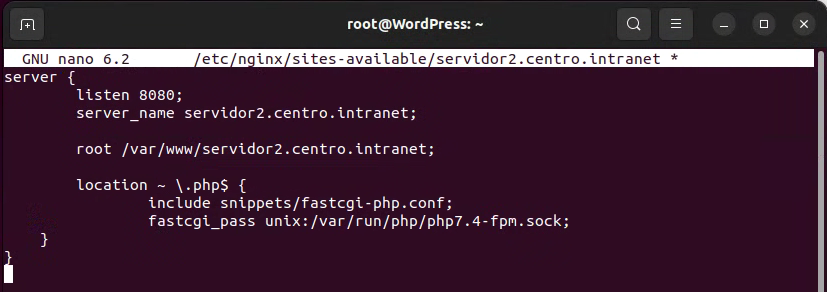 root@WordPress: ~
GNU nano 6.2 /etc/nginx/sites-available/servidor2.centro.intranet *
server {
listen 8080;
server_name servidor2.centro.intranet;
root /var/www/servidor2.centro.intranet;
location ~ \.php$ {
include snippets/fastcgi-php.conf;
fastcgi_pass unix:/var/run/php/php7.4-fpm.sock;
}
}